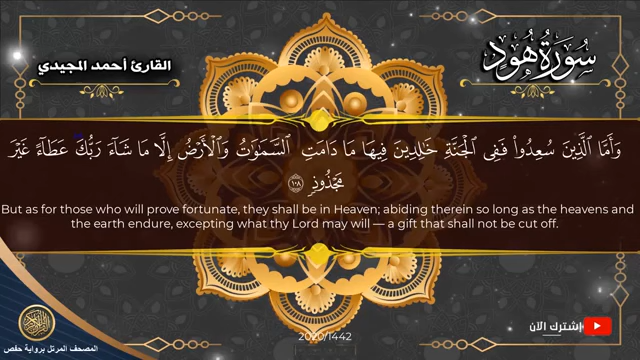 القارئ أحمد المجيدي
سورة هود
وَأَمَّا ٱلَّذِينَ سُعِدُوا۟ فَفِى ٱلْجَنَّةِ خَٰلِدِينَ فِيهَا مَا دَامَتِ ٱلسَّمَٰوَٰتُ وَٱلْأَرْضُ إِلَّا مَا شَآءَ رَبُّكَ ۖ عَطَآءً غَيْرَ
مَجْذُوذٍ ١٠٨
But as for those who will prove fortunate, they shall be in Heaven; abiding therein so long as the heavens and
the earth endure, excepting what thy Lord may will — a gift that shall not be cut off.
إشترك الآن
2020/1442
المصحف المرتل برواية حفص